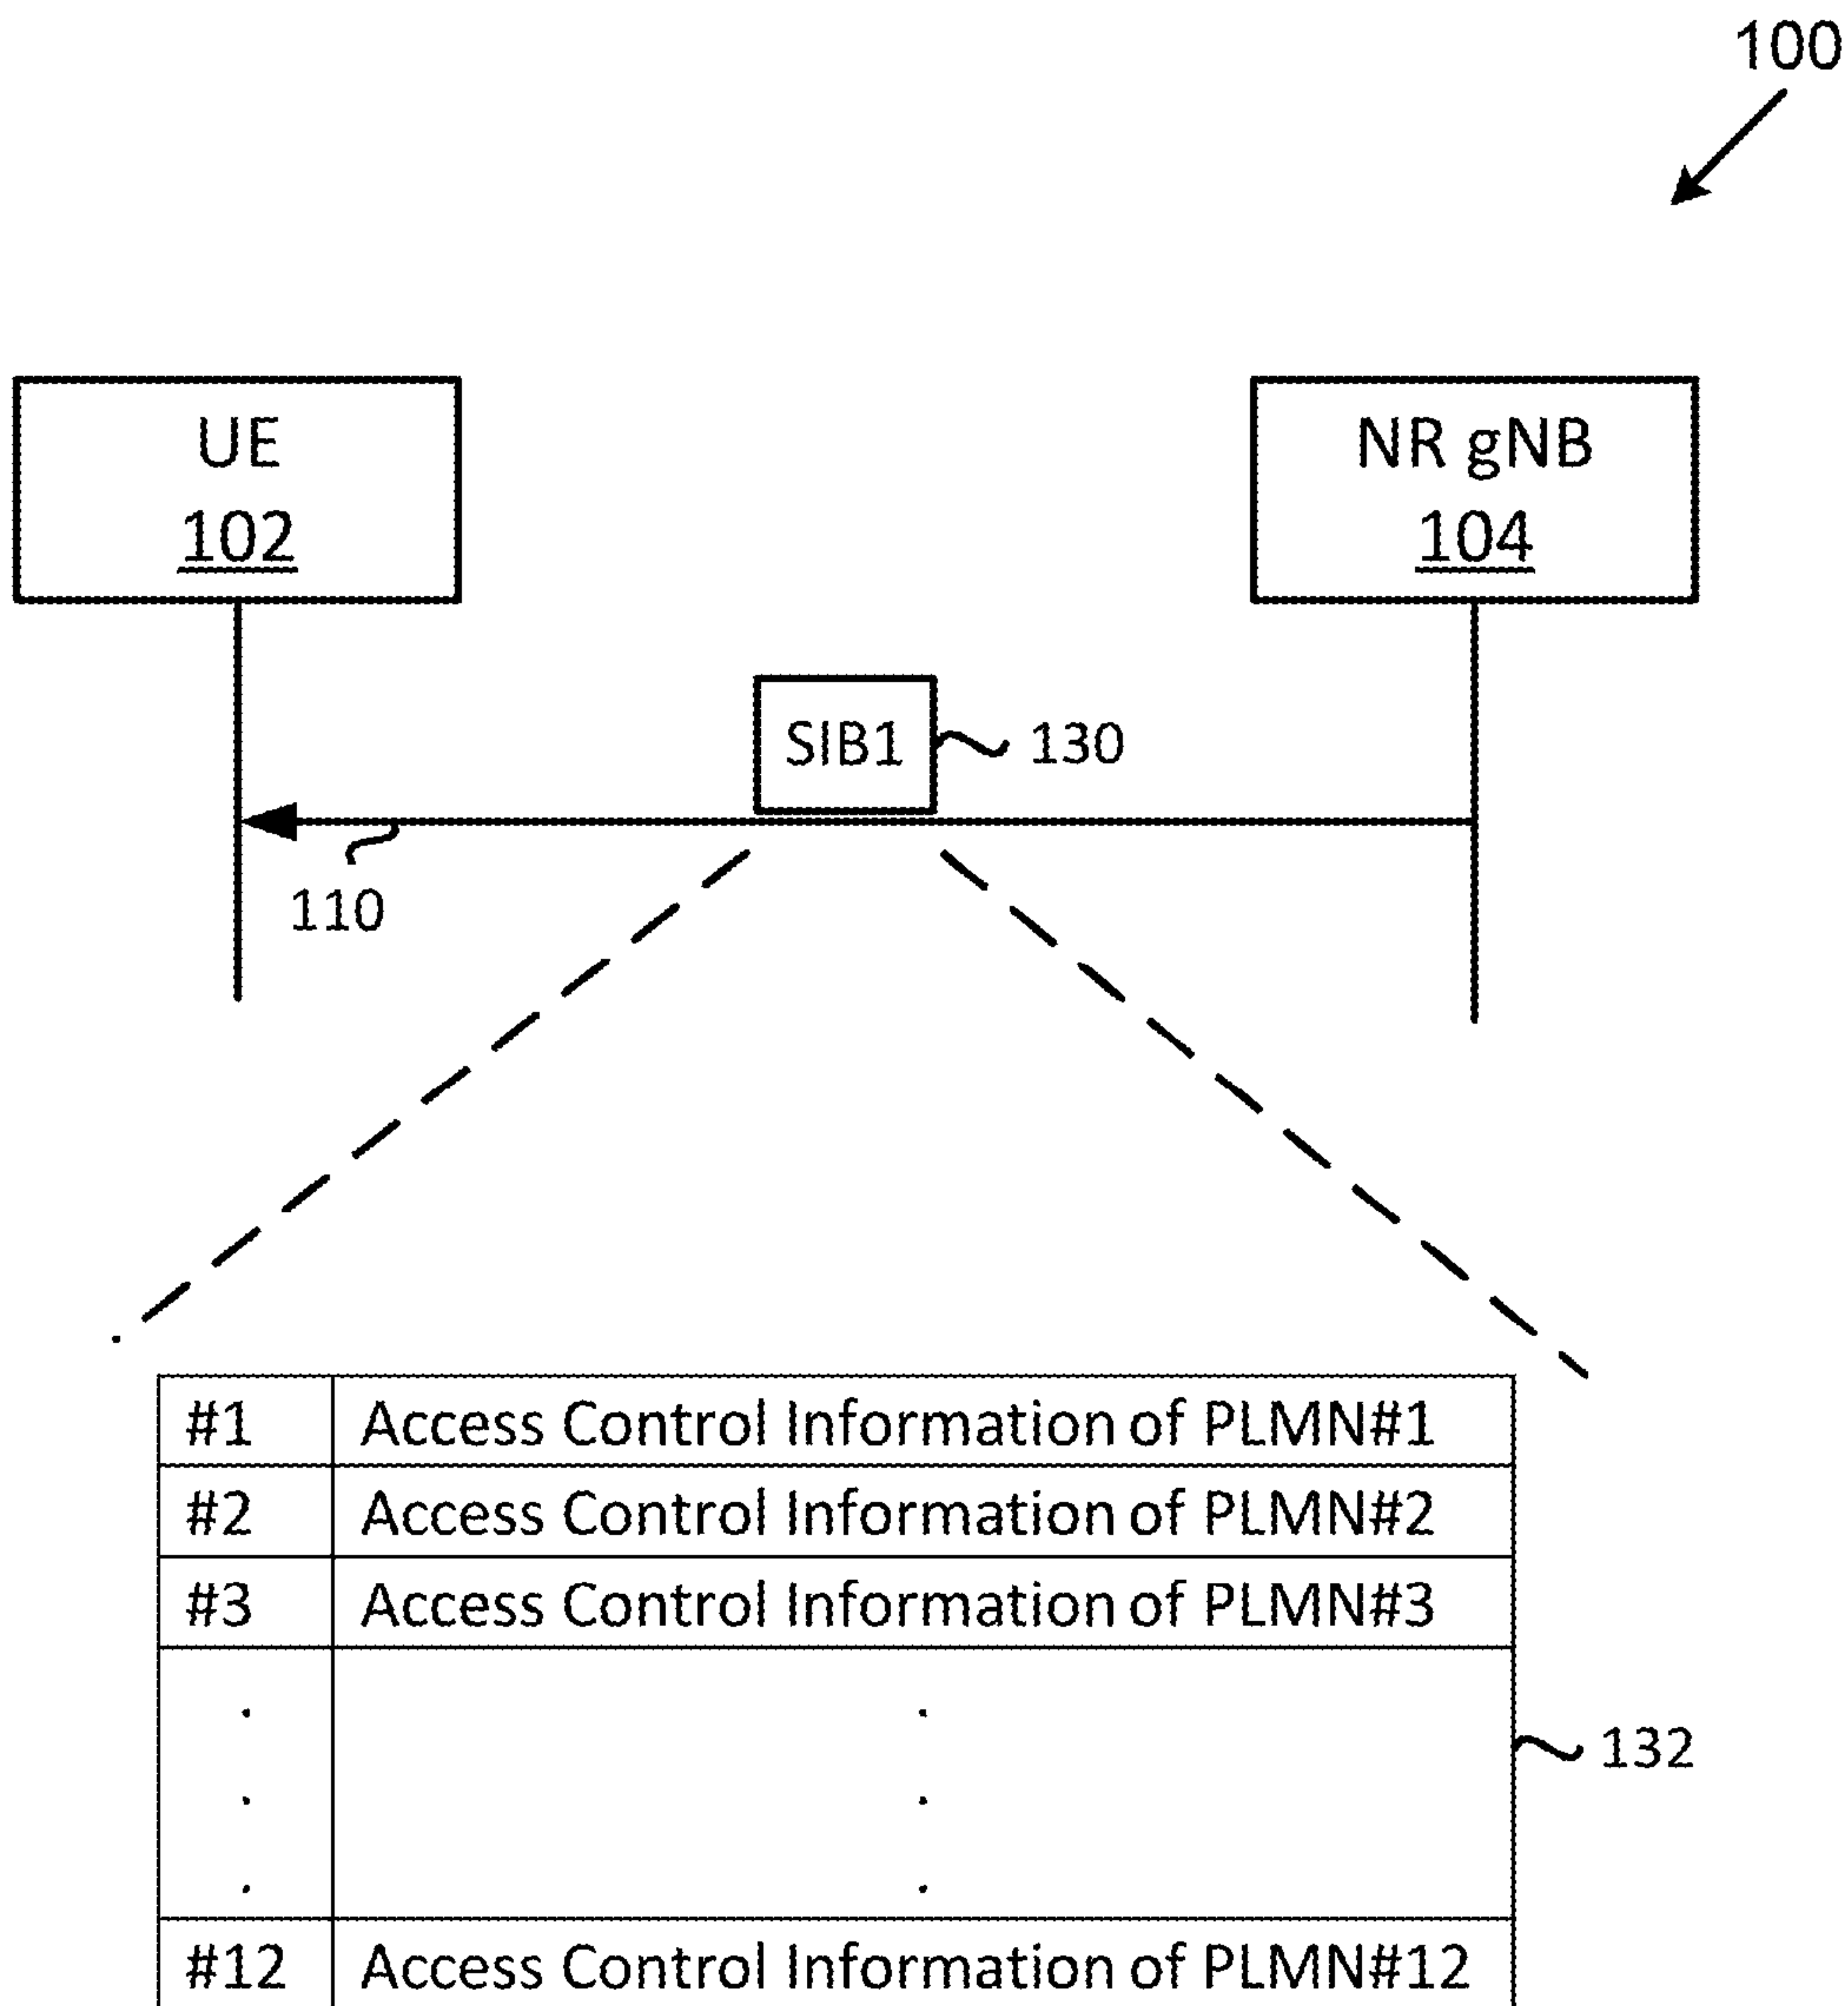 100
UE
102
NR gNB
104
SIB1
130
110
#1 Access Control Information of PLMN#1
#2 Access Control Information of PLMN#2
#3 Access Control Information of PLMN#3
. .
. .
. .
132
#12 Access Control Information of PLMN#12